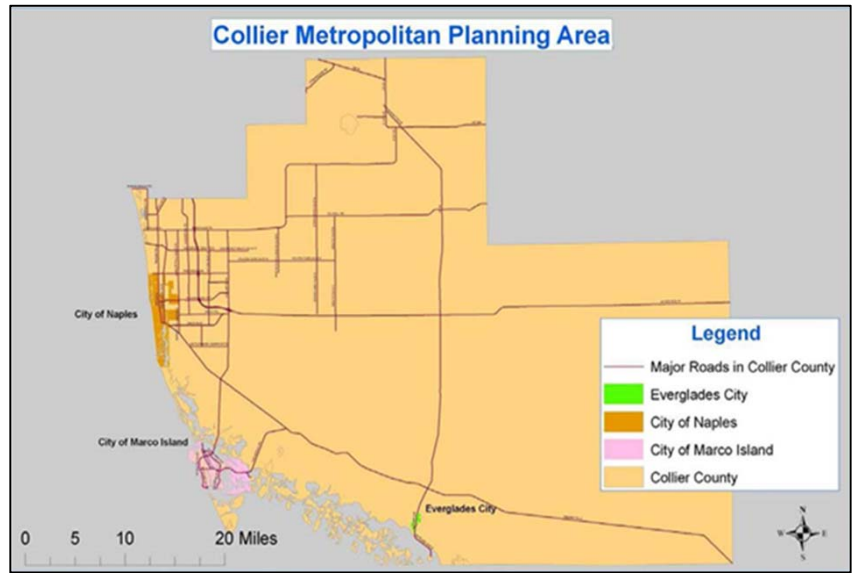 Collier Metropolitan Planning Area
City of Naples
City of Marco Island
Everglades City
Legend
Major Roads in Collier County
Everglades City
City of Naples
City of Marco Island
Collier County
0 5 10 20 Miles
N
W E
S